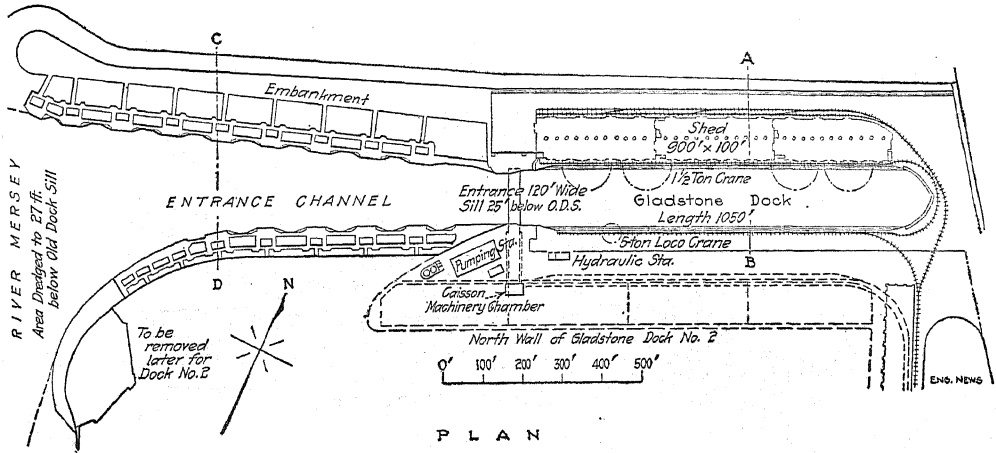 C
A
Embankment
Shed
900' × 100'
1½ Ton Crane
RIVER MERSEY
Area Dredged to 27 ft.
below Old Dock Sill
ENTRANCE CHANNEL
Entrance 120' Wide
Sill 25' below O.D.S.
Gladstone Dock
Length 1050'
5 ton Loco Crane
Pumping Sta.
Hydraulic Sta.
B
D
N
Caisson
Machinery Chamber
To be
removed
later for
Dock No. 2
North Wall of Gladstone Dock No. 2
0' 100' 200' 300' 400' 500'
ENG. NEWS
PLAN